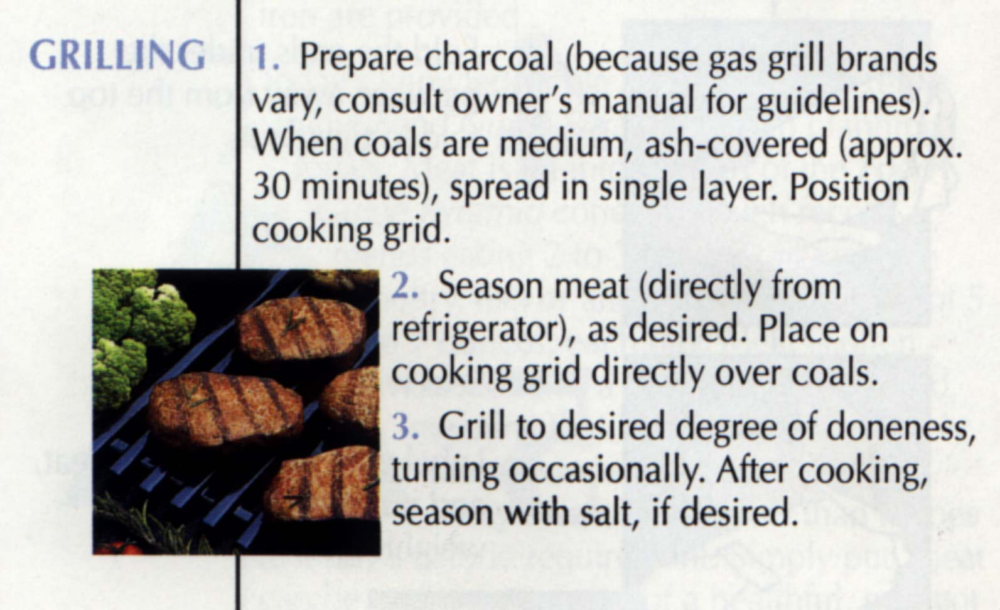 GRILLING
1. Prepare charcoal (because gas grill brands
vary, consult owner's manual for guidelines).
When coals are medium, ash-covered (approx.
30 minutes), spread in single layer. Position
cooking grid.
2. Season meat (directly from
refrigerator), as desired. Place on
cooking grid directly over coals.
3. Grill to desired degree of doneness,
turning occasionally. After cooking,
season with salt, if desired.